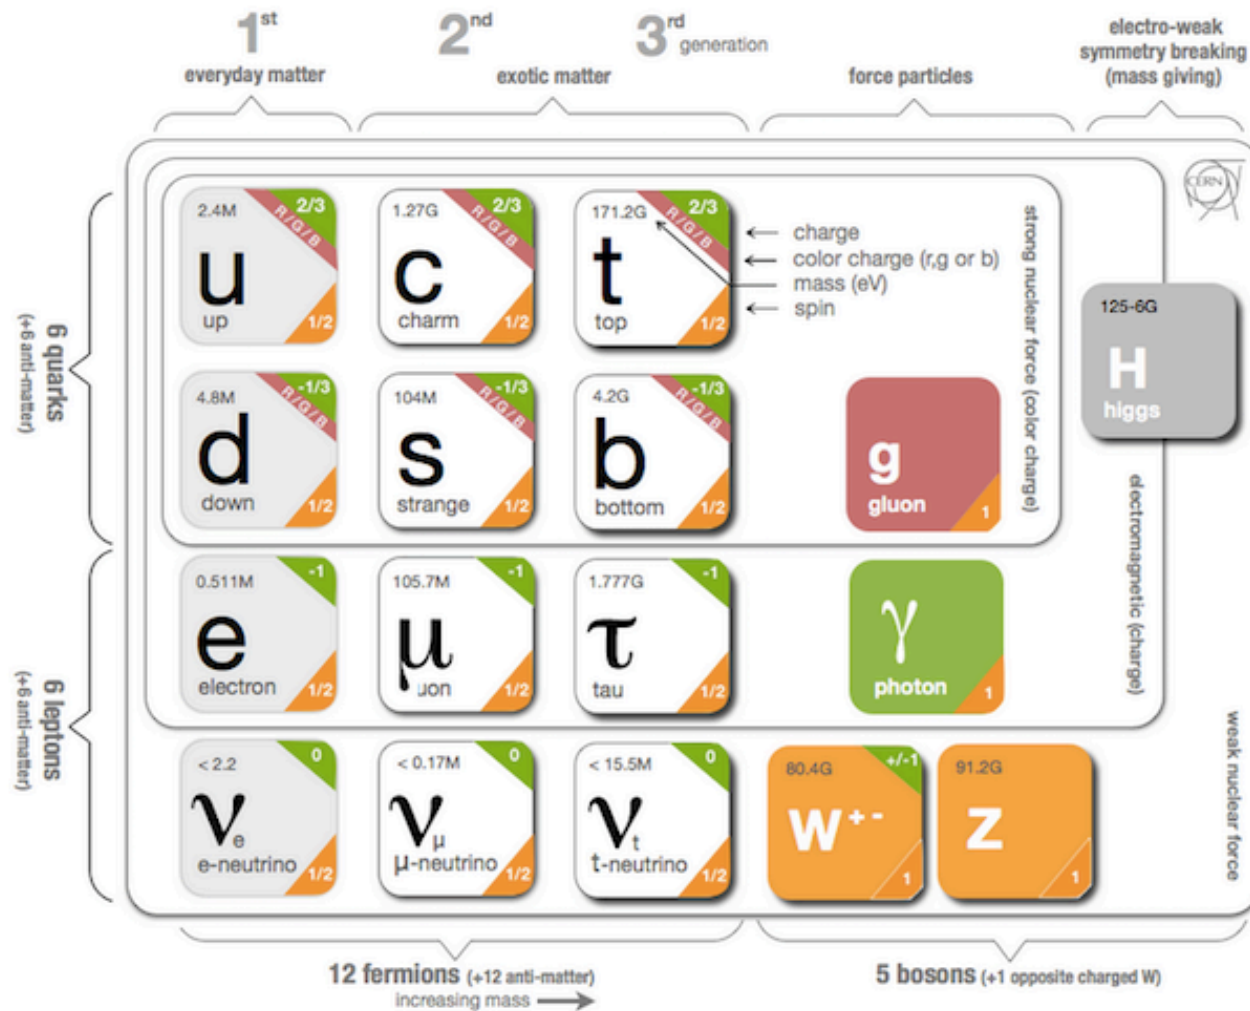 1st
2nd
3rd generation
everyday matter
exotic matter
force particles
electro-weak
symmetry breaking
(mass giving)
CERN
6 quarks
(+6 anti-matter)
2.4M
2/3
R/G/B
u
up
1/2
1.27G
2/3
R/G/B
c
charm
1/2
171.2G
2/3
R/G/B
t
top
1/2
charge
color charge (r,g or b)
mass (eV)
spin
strong nuclear force (color charge)
125-6G
H
higgs
4.8M
-1/3
R/G/B
d
down
1/2
104M
-1/3
R/G/B
s
strange
1/2
4.2G
-1/3
R/G/B
b
bottom
1/2
g
gluon
1
electromagnetic (charge)
6 leptons
(+6 anti-matter)
0.511M
-1
e
electron
1/2
105.7M
-1
μ
uon
1/2
1.777G
-1
τ
tau
1/2
γ
photon
1
weak nuclear force
< 2.2
0
νe
e-neutrino
1/2
< 0.17M
0
νμ
μ-neutrino
1/2
< 15.5M
0
νt
t-neutrino
1/2
80.4G
+/-1
W+-
1
91.2G
Z
1
12 fermions (+12 anti-matter)
increasing mass
5 bosons (+1 opposite charged W)